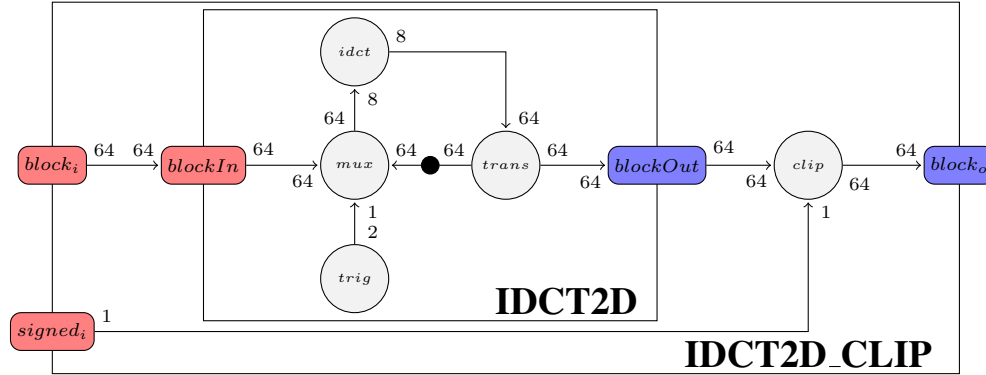 idct
8
8
64
64
block_i
64
64
blockIn
64
64
mux
64
64
trans
64
64
blockOut
64
64
clip
64
64
block_o
1
2
trig
1
IDCT2D
signed_i
1
IDCT2D_CLIP